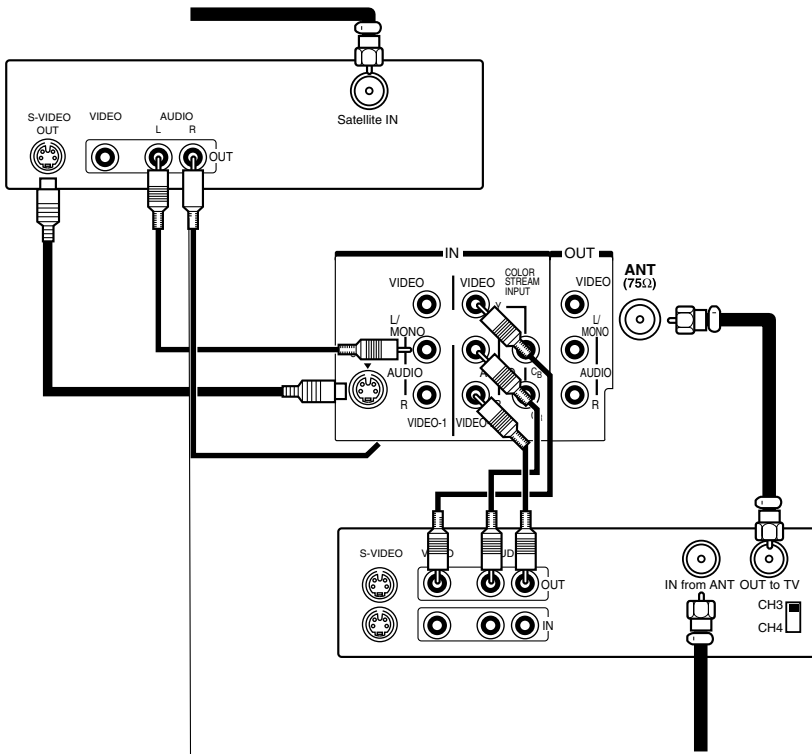 Satellite IN
S-VIDEO
OUT
VIDEO
AUDIO
L
R
OUT
IN
OUT
VIDEO
VIDEO
COLOR
STREAM
INPUT
VIDEO
ANT
(75Ω)
Y
L/
MONO
L/
MONO
CB
AUDIO
AUDIO
R
R
VIDEO-1
S-VIDEO
OUT
IN from ANT
OUT to TV
CH3
CH4
IN